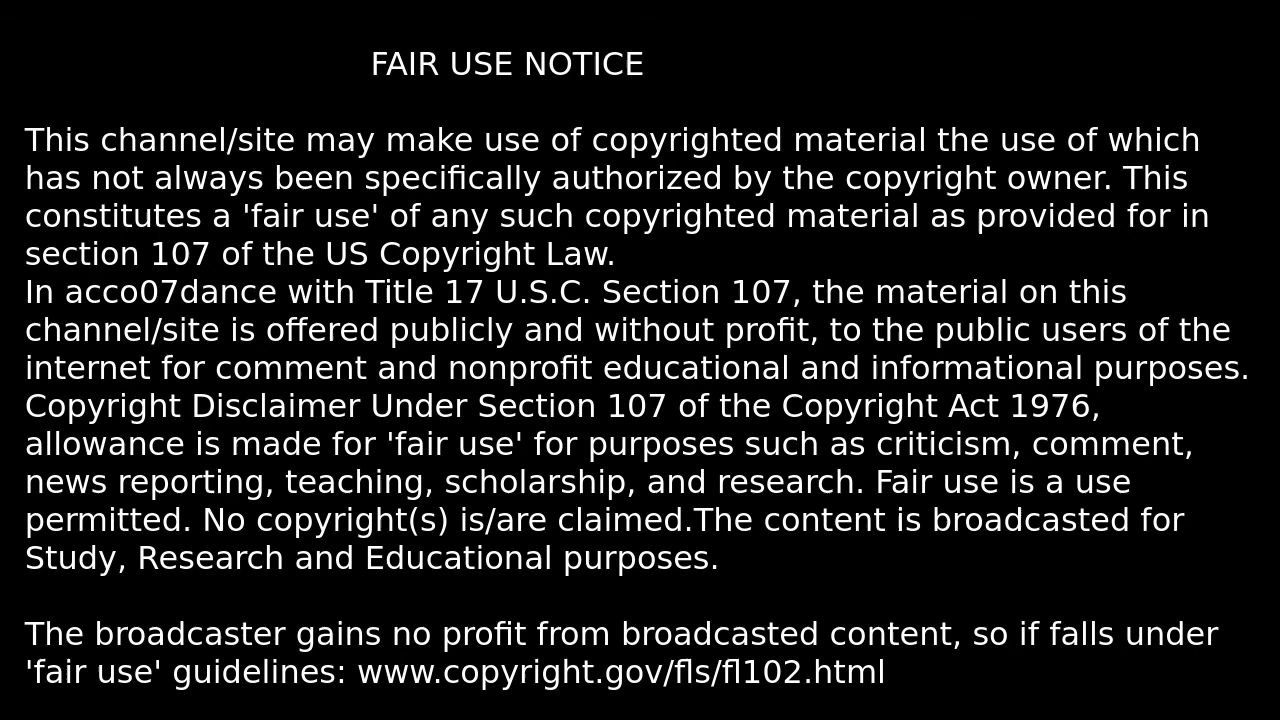 FAIR USE NOTICE
This channel/site may make use of copyrighted material the use of which
has not always been specifically authorized by the copyright owner. This
constitutes a 'fair use' of any such copyrighted material as provided for in
section 107 of the US Copyright Law.
In acco07dance with Title 17 U.S.C. Section 107, the material on this
channel/site is offered publicly and without profit, to the public users of the
internet for comment and nonprofit educational and informational purposes.
Copyright Disclaimer Under Section 107 of the Copyright Act 1976,
allowance is made for 'fair use' for purposes such as criticism, comment,
news reporting, teaching, scholarship, and research. Fair use is a use
permitted. No copyright(s) is/are claimed.The content is broadcasted for
Study, Research and Educational purposes.
The broadcaster gains no profit from broadcasted content, so if falls under
'fair use' guidelines: www.copyright.gov/fls/fl102.html